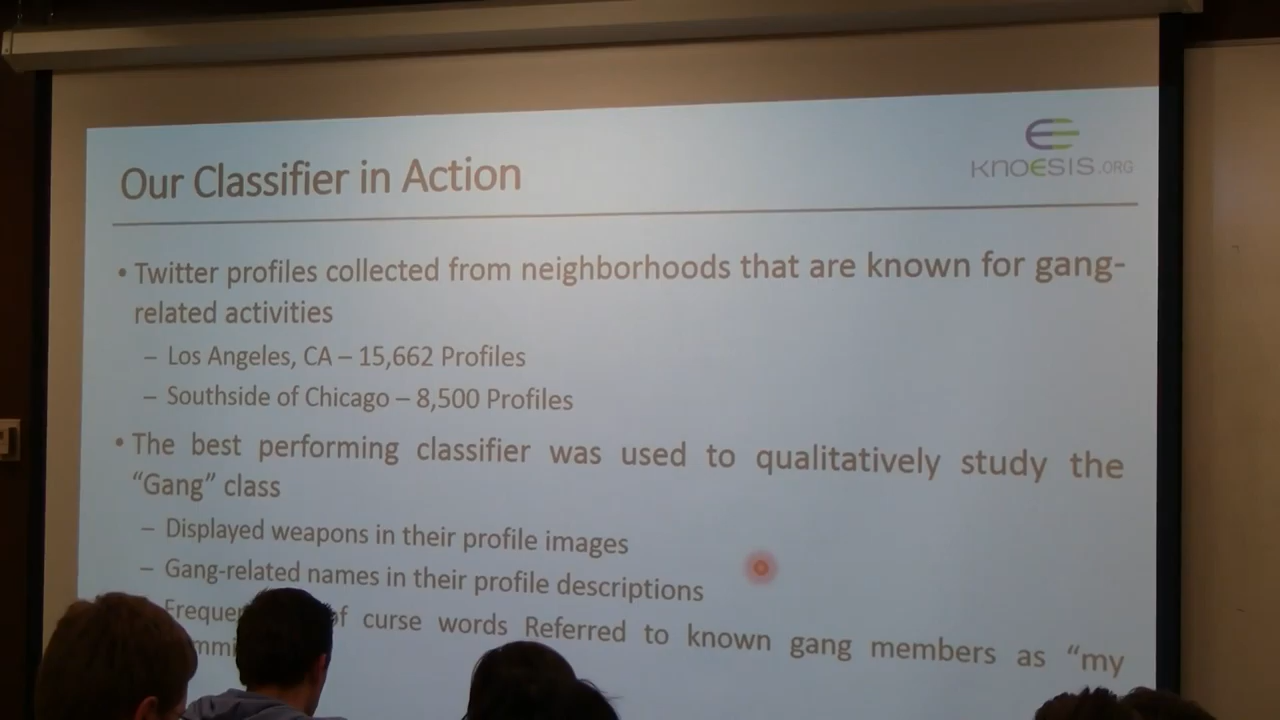 Our Classifier in Action
KNOESIS.ORG
• Twitter profiles collected from neighborhoods that are known for gang-
related activities
– Los Angeles, CA – 15,662 Profiles
– Southside of Chicago – 8,500 Profiles
• The best performing classifier was used to qualitatively study the
“Gang” class
– Displayed weapons in their profile images
– Gang-related names in their profile descriptions
curse words Referred to known gang members as “my